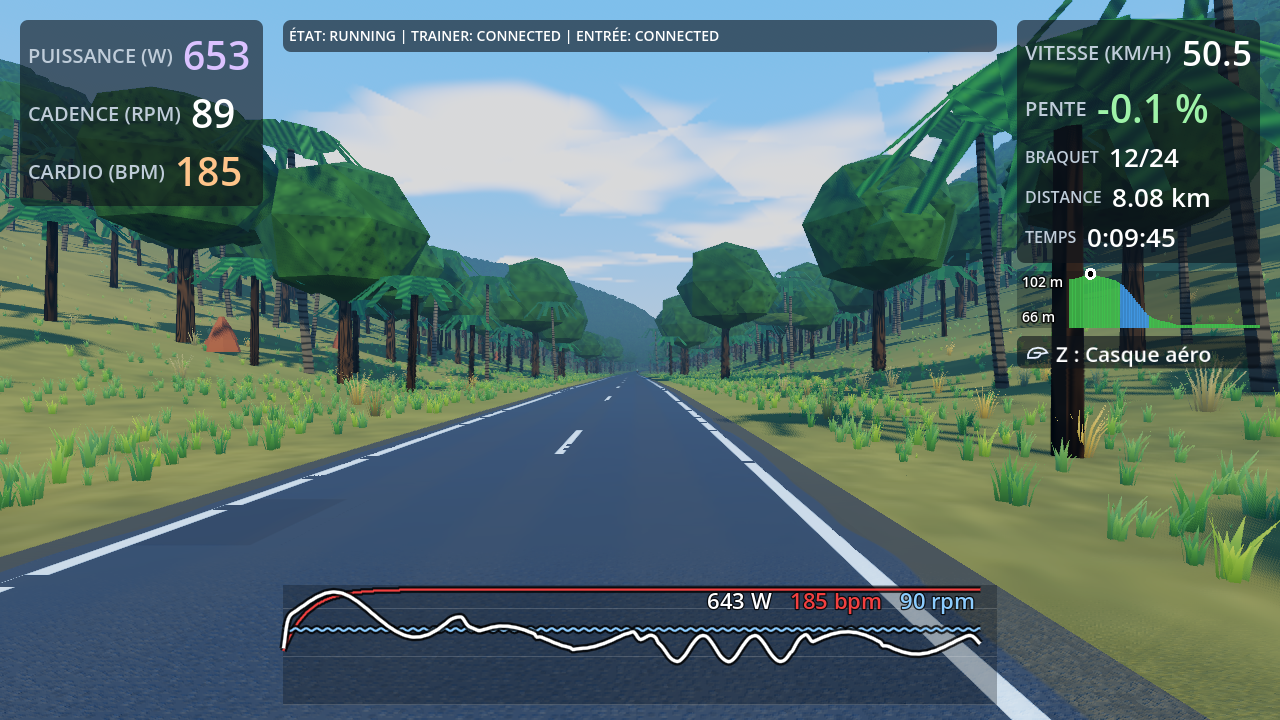 PUISSANCE (W) 653
CADENCE (RPM) 89
CARDIO (BPM) 185
ÉTAT: RUNNING | TRAINER: CONNECTED | ENTRÉE: CONNECTED
VITESSE (KM/H) 50.5
PENTE -0.1 %
BRAQUET 12/24
DISTANCE 8.08 km
TEMPS 0:09:45
102 m
66 m
Z : Casque aéro
643 W 185 bpm 90 rpm